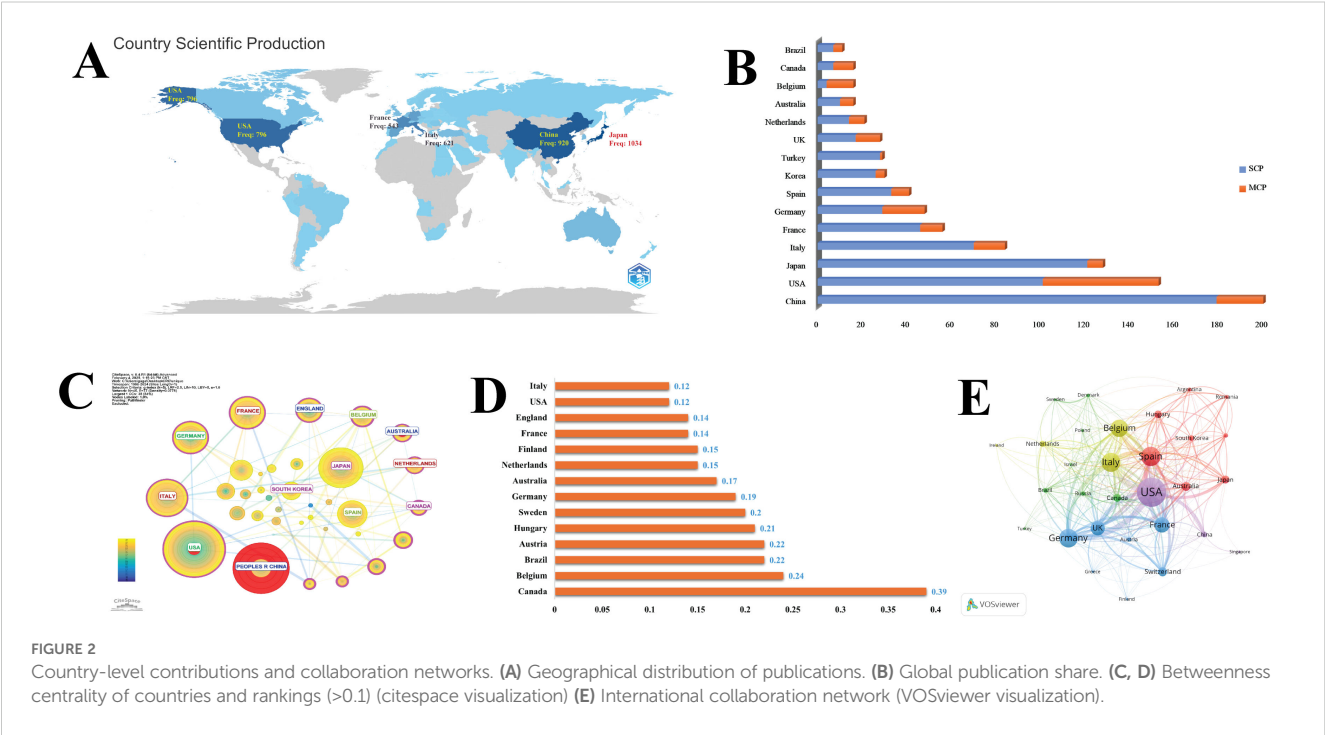 A
Country Scientific Production
USA
Freq: 796
USA
Freq: 796
France
Freq: 543
Italy
Freq: 621
China
Freq: 920
Japan
Freq: 1034
B
Brazil
Canada
Belgium
Australia
Netherlands
UK
Turkey
Korea
Spain
Germany
France
Italy
Japan
USA
China
0 20 40 60 80 100 120 140 160 180 200
SCP
MCP
C
FRANCE
ENGLAND
BELGIUM
GERMANY
AUSTRALIA
JAPAN
NETHERLANDS
SOUTH KOREA
ITALY
CANADA
SPAIN
USA
PEOPLES R CHINA
CiteSpace
D
Italy 0.12
USA 0.12
England 0.14
France 0.14
Finland 0.15
Netherlands 0.15
Australia 0.17
Germany 0.19
Sweden 0.2
Hungary 0.21
Austria 0.22
Brazil 0.22
Belgium 0.24
Canada 0.39
0 0.05 0.1 0.15 0.2 0.25 0.3 0.35 0.4
E
Argentina
Sweden
Denmark
Romania
Hungary
Poland
Belgium
South Korea
Ireland
Netherlands
Spain
Israel
Italy
Japan
Brazil
Russia
Canada
USA
Australia
Turkey
UK
France
China
Germany
Austria
Singapore
Greece
Switzerland
Finland
VOSviewer
FIGURE 2
Country-level contributions and collaboration networks. (A) Geographical distribution of publications. (B) Global publication share. (C, D) Betweenness
centrality of countries and rankings (>0.1) (citespace visualization) (E) International collaboration network (VOSviewer visualization).